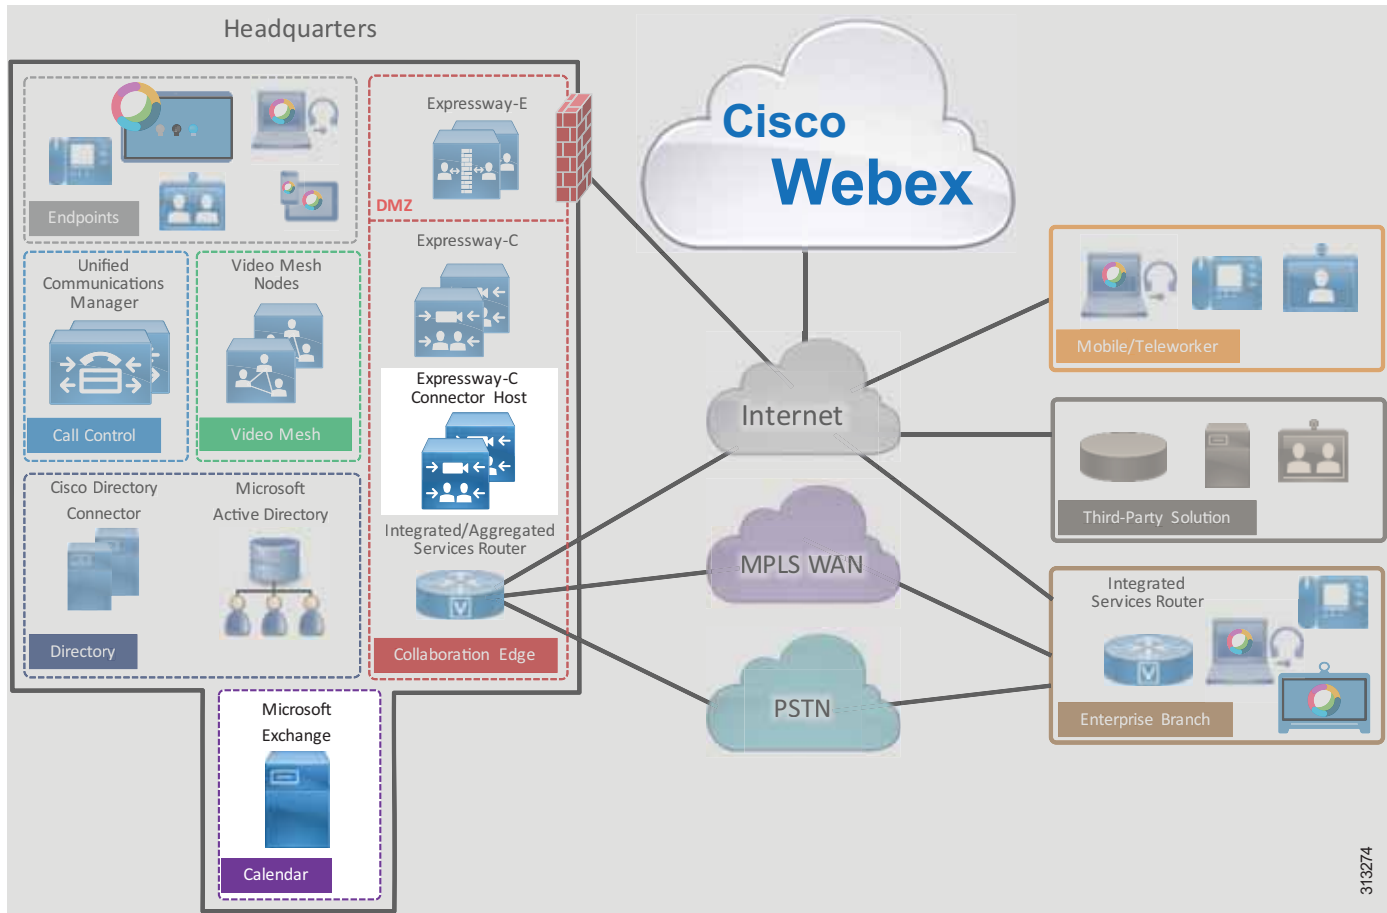 Headquarters
Expressway-E
DMZ
Endpoints
Expressway-C
Unified
Communications
Manager
Call Control
Video Mesh
Nodes
Video Mesh
Expressway-C
Connector Host
Cisco Directory
Connector
Microsoft
Active Directory
Directory
Integrated/Aggregated
Services Router
V
Collaboration Edge
Microsoft
Exchange
Calendar
Cisco
Webex
Internet
MPLS WAN
PSTN
Mobile/Teleworker
Third-Party Solution
Integrated
Services Router
V
Enterprise Branch
313274